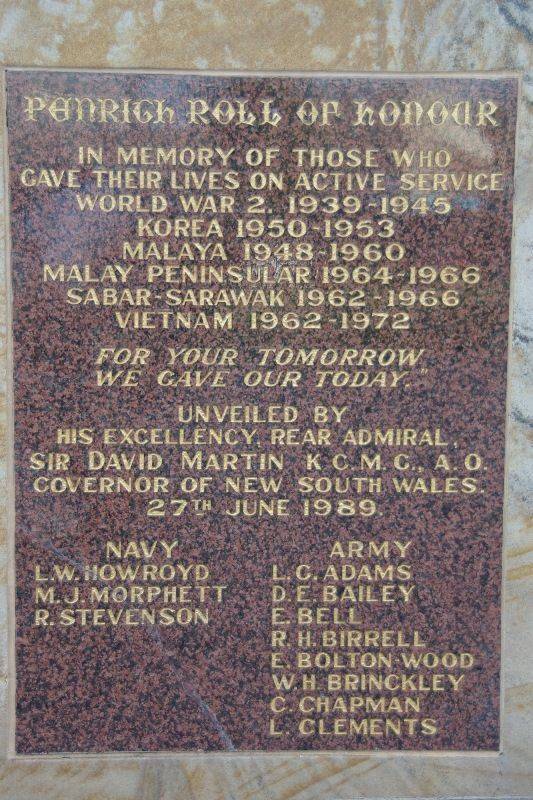 PENRITH ROLL OF HONOUR
IN MEMORY OF THOSE WHO
GAVE THEIR LIVES ON ACTIVE SERVICE
WORLD WAR 2. 1939-1945
KOREA 1950-1953
MALAYA 1948-1960
MALAY PENINSULAR 1964-1966
SABAR-SARAWAK 1962-1966
VIETNAM 1962-1972
FOR YOUR TOMORROW
WE GAVE OUR TODAY."
UNVEILED BY
HIS EXCELLENCY, REAR ADMIRAL,
SIR DAVID MARTIN K.C.M.G., A.O.
GOVERNOR OF NEW SOUTH WALES.
27TH JUNE 1989.
NAVY
L.W. HOWROYD
M.J. MORPHETT
R. STEVENSON
ARMY
L.G. ADAMS
D.E. BAILEY
E. BELL
R.H. BIRRELL
E. BOLTON-WOOD
W.H. BRINCKLEY
C. CHAPMAN
L. CLEMENTS